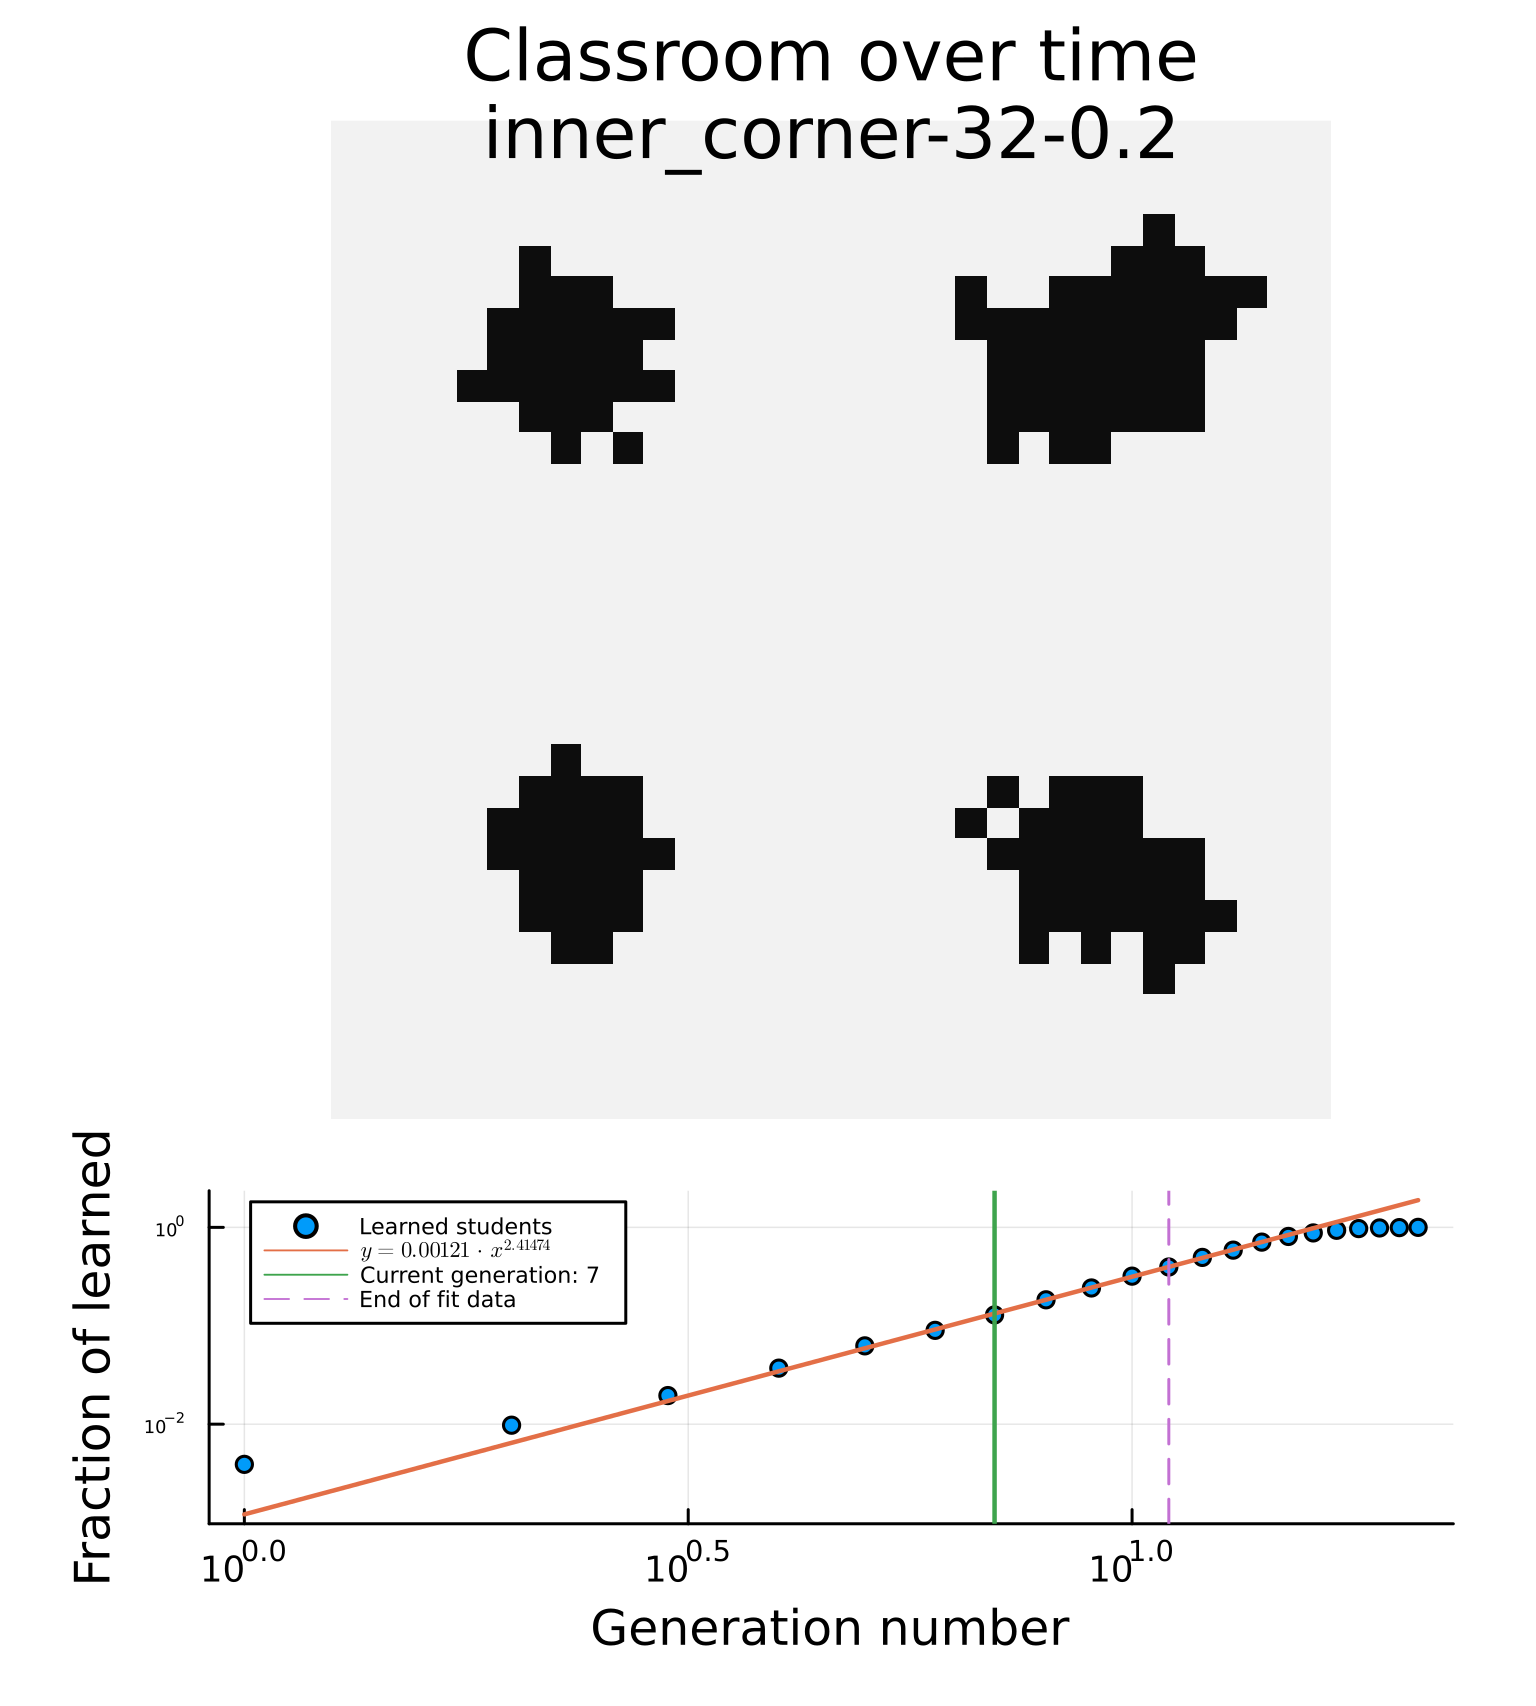 Classroom over time
inner_corner-32-0.2
Fraction of learned
10^0
10^−2
Learned students
y = 0.00121 · x^2.41474
Current generation: 7
End of fit data
10^0.0 10^0.5 10^1.0
Generation number